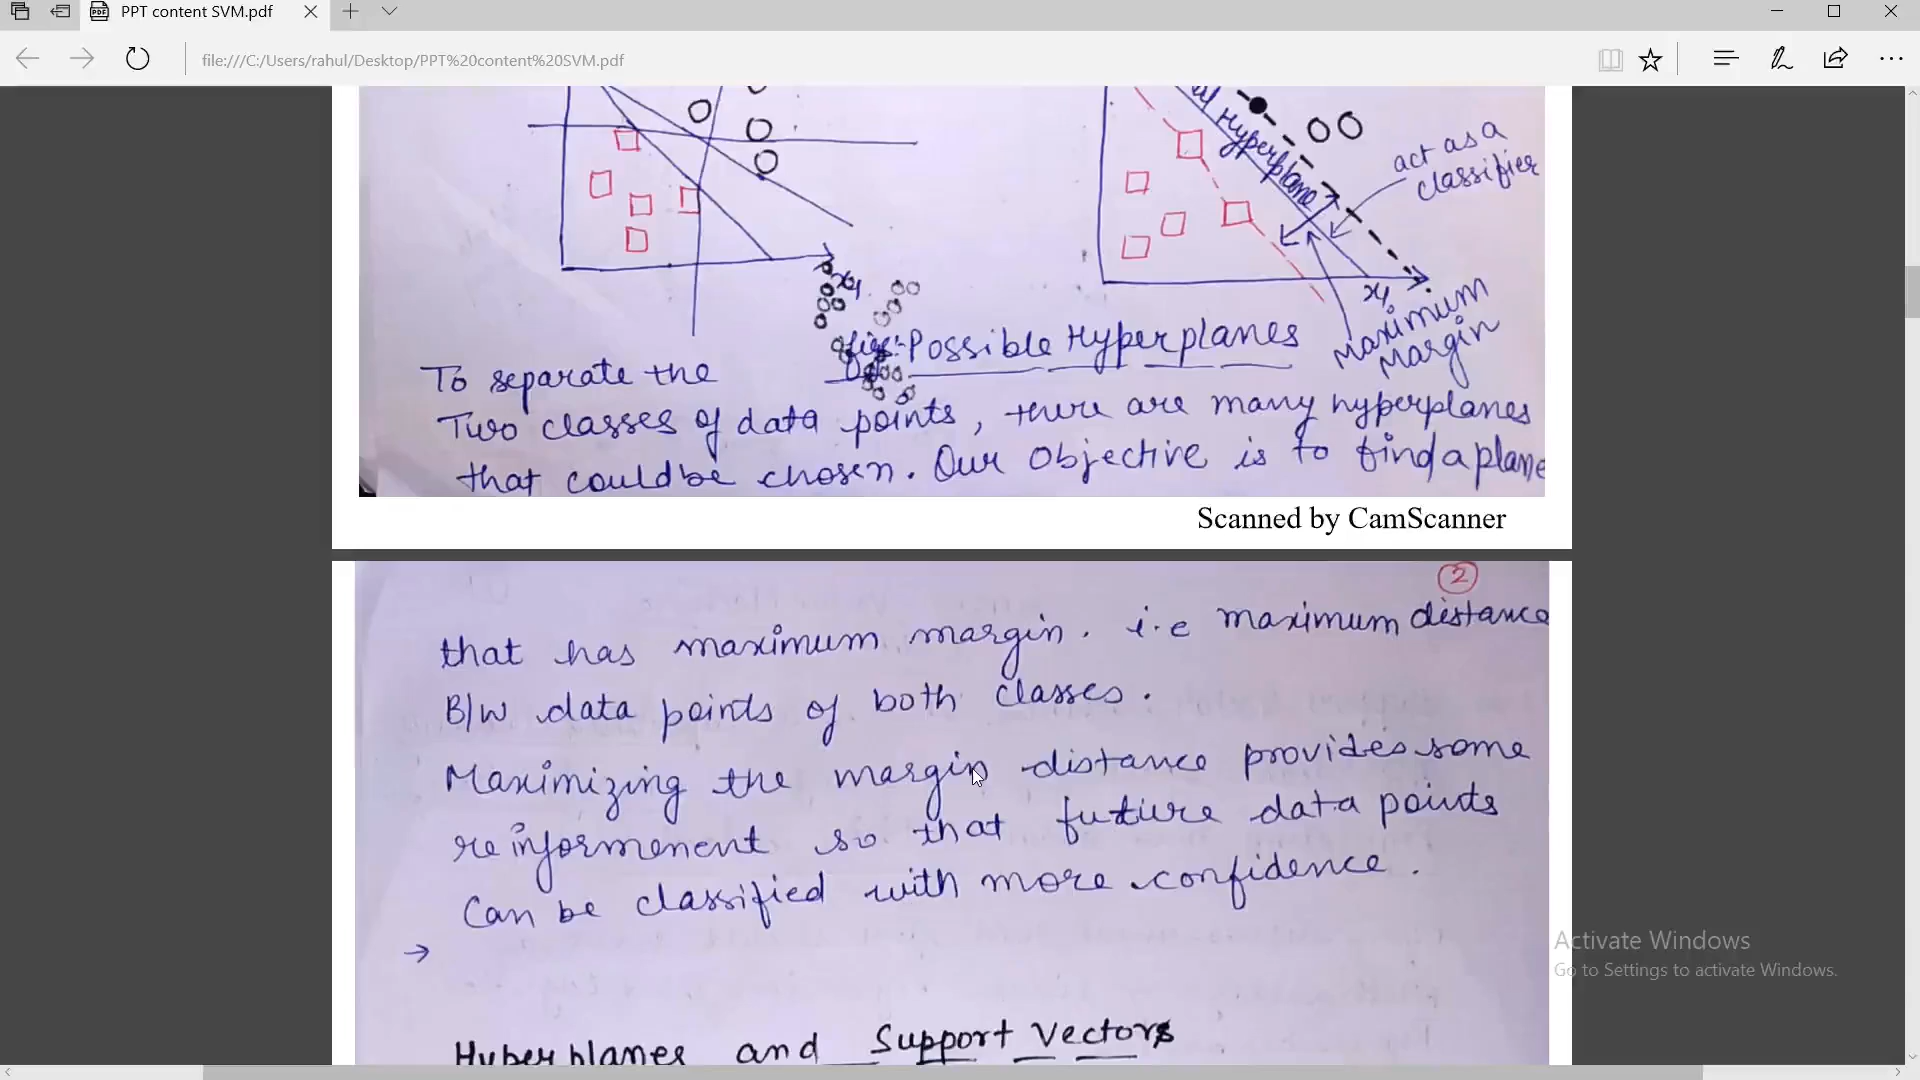 PPT content SVM.pdf
file:///C:/Users/rahul/Desktop/PPT%20content%20SVM.pdf
Hyperplane
act as a
classifier
x1
x1
Maximum
Margin
fig:- Possible Hyperplanes
To separate the
Two classes of data points, there are many hyperplanes
that could be chosen. Our objective is to find a plane
Scanned by CamScanner
2
that has maximum margin. i.e maximum distance
B/w data points of both classes.
Maximizing the margin distance provides some
reinformenent so that future data points
Can be classified with more confidence.
→
Hyperplanes and Support Vectors
Activate Windows
Go to Settings to activate Windows.